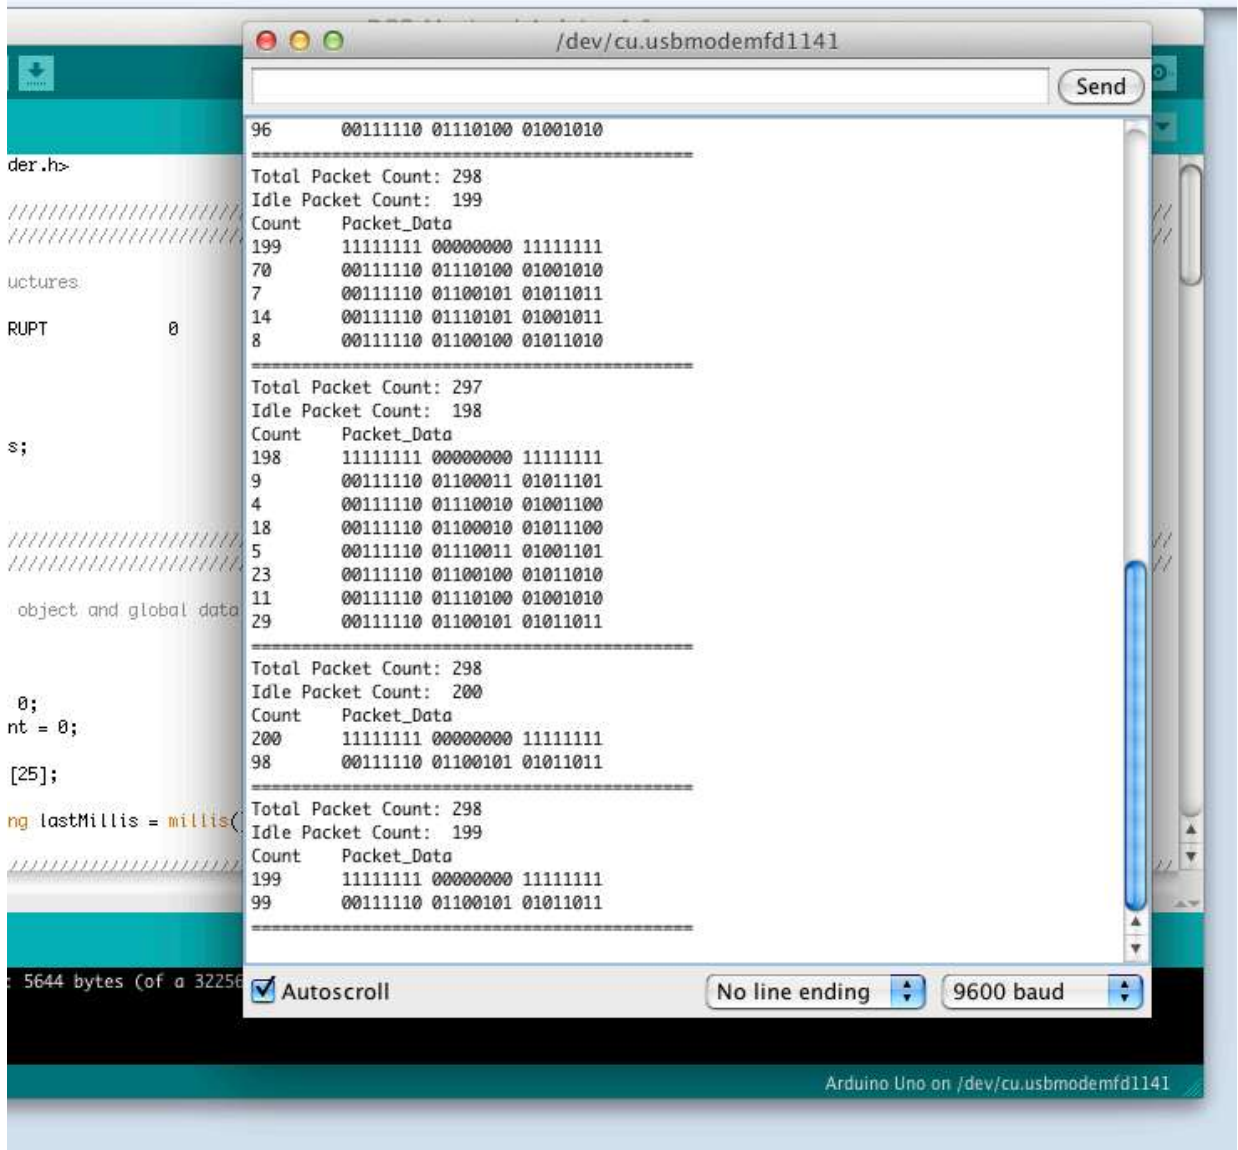 /dev/cu.usbmodemfd1141
Send
der.h>
////////////////////////
////////////////////////
uctures
RUPT 0
s;
////////////////////////
////////////////////////
object and global data
0;
nt = 0;
[25];
ng lastMillis = millis(
////////////////////////
96 00111110 01110100 01001010
============================================
Total Packet Count: 298
Idle Packet Count: 199
Count Packet_Data
199 11111111 00000000 11111111
70 00111110 01110100 01001010
7 00111110 01100101 01011011
14 00111110 01110101 01001011
8 00111110 01100100 01011010
============================================
Total Packet Count: 297
Idle Packet Count: 198
Count Packet_Data
198 11111111 00000000 11111111
9 00111110 01100011 01011101
4 00111110 01110010 01001100
18 00111110 01100010 01011100
5 00111110 01110011 01001101
23 00111110 01100100 01011010
11 00111110 01110100 01001010
29 00111110 01100101 01011011
============================================
Total Packet Count: 298
Idle Packet Count: 200
Count Packet_Data
200 11111111 00000000 11111111
98 00111110 01100101 01011011
============================================
Total Packet Count: 298
Idle Packet Count: 199
Count Packet_Data
199 11111111 00000000 11111111
99 00111110 01100101 01011011
============================================
: 5644 bytes (of a 32256
Autoscroll
No line ending
9600 baud
Arduino Uno on /dev/cu.usbmodemfd1141